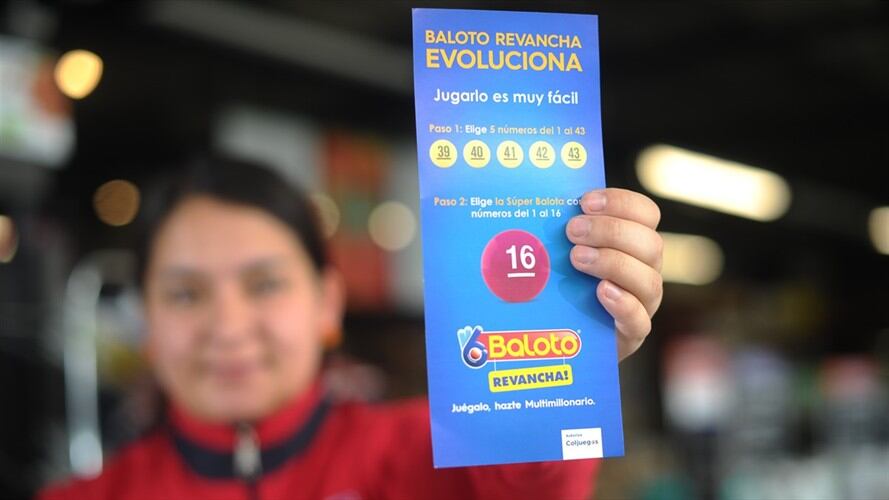 BALOTO REVANCHA
EVOLUCIONA
Jugarlo es muy fácil
Paso 1: Elige 5 números del 1 al 43
39 40 41 42 43
Paso 2: Elige la Súper Balota
números del 1 al 16
16
Baloto
REVANCHA!
Juégalo, hazte Multimillonario.
Coljuegos